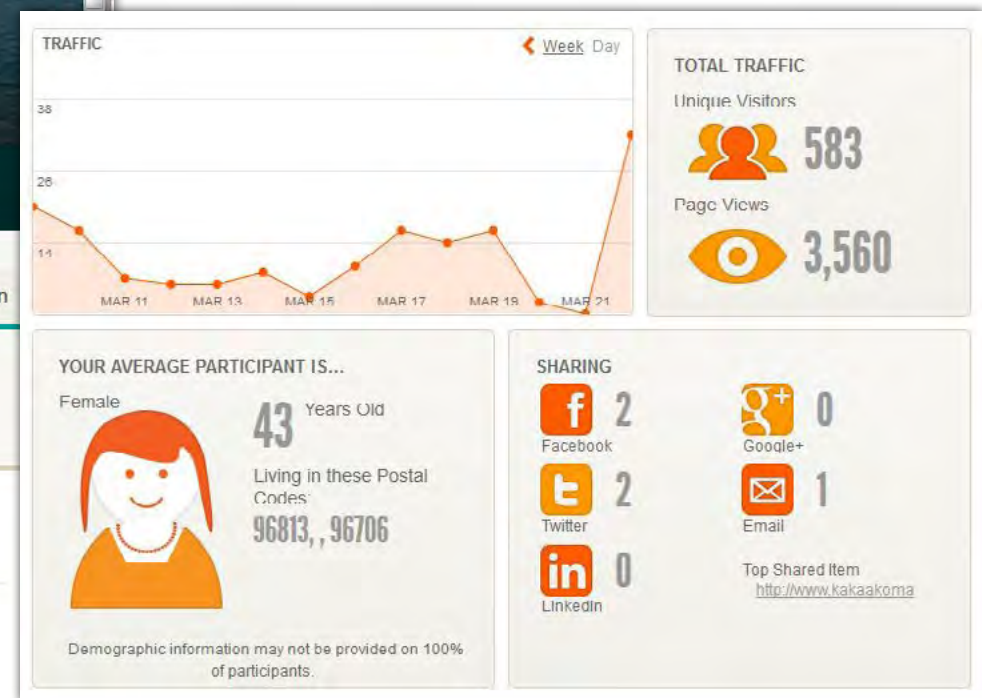 TRAFFIC
Week Day
38
26
14
MAR 11 MAR 13 MAR 15 MAR 17 MAR 19 MAR 21
TOTAL TRAFFIC
Unique Visitors
583
Page Views
3,560
n
YOUR AVERAGE PARTICIPANT IS...
Female
43 Years Old
Living in these Postal
Codes:
96813, , 96706
Demographic information may not be provided on 100%
of participants.
SHARING
f 2
Facebook
g+ 0
Google+
t 2
Twitter
1
Email
in 0
LinkedIn
Top Shared Item
http://www.kakaakoma